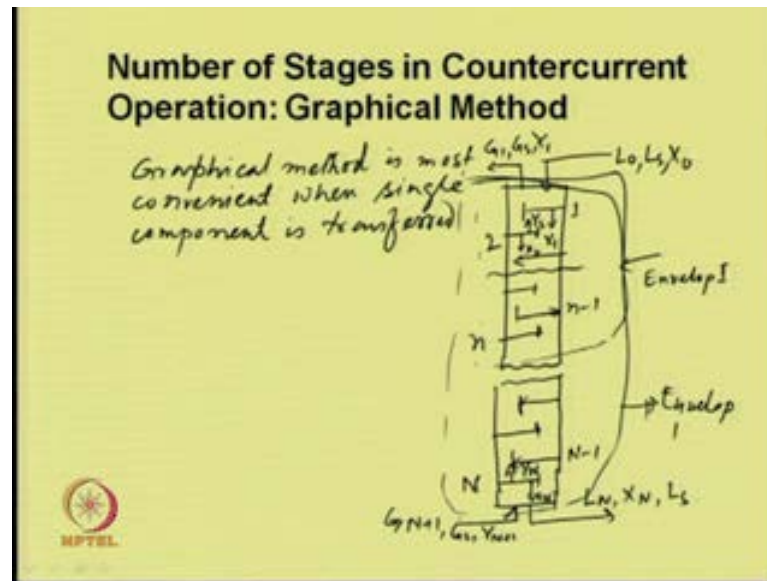 Number of Stages in Countercurrent
Operation: Graphical Method
Graphical method is most
convenient when single
component is transferred
G1, Gs, Y1
L0, Ls, X0
1
2
Envelop I
n-1
n
Envelop
1
N-1
N
LN, XN, Ls
GN+1, Gs, YN+1
NPTEL